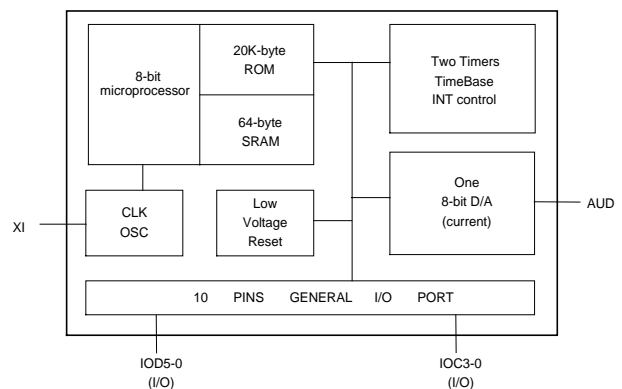 8-bit
microprocessor
20K-byte
ROM
64-byte
SRAM
Two Timers
TimeBase
INT control
CLK
OSC
Low
Voltage
Reset
One
8-bit D/A
(current)
XI
AUD
10 PINS GENERAL I/O PORT
IOD5-0
(I/O)
IOC3-0
(I/O)